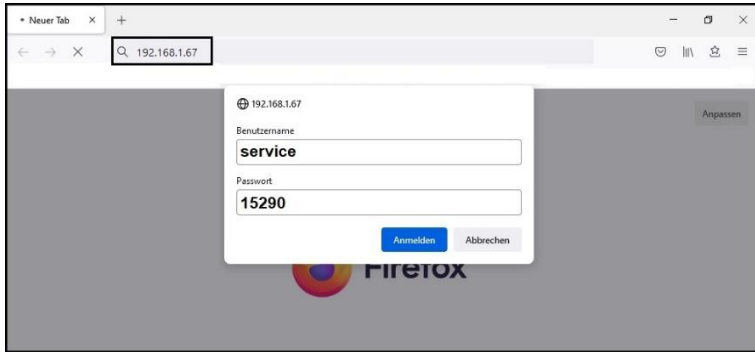 Neuer Tab
192.168.1.67
192.168.1.67
Anpassen
Benutzername
service
Passwort
15290
Anmelden Abbrechen
Firefox